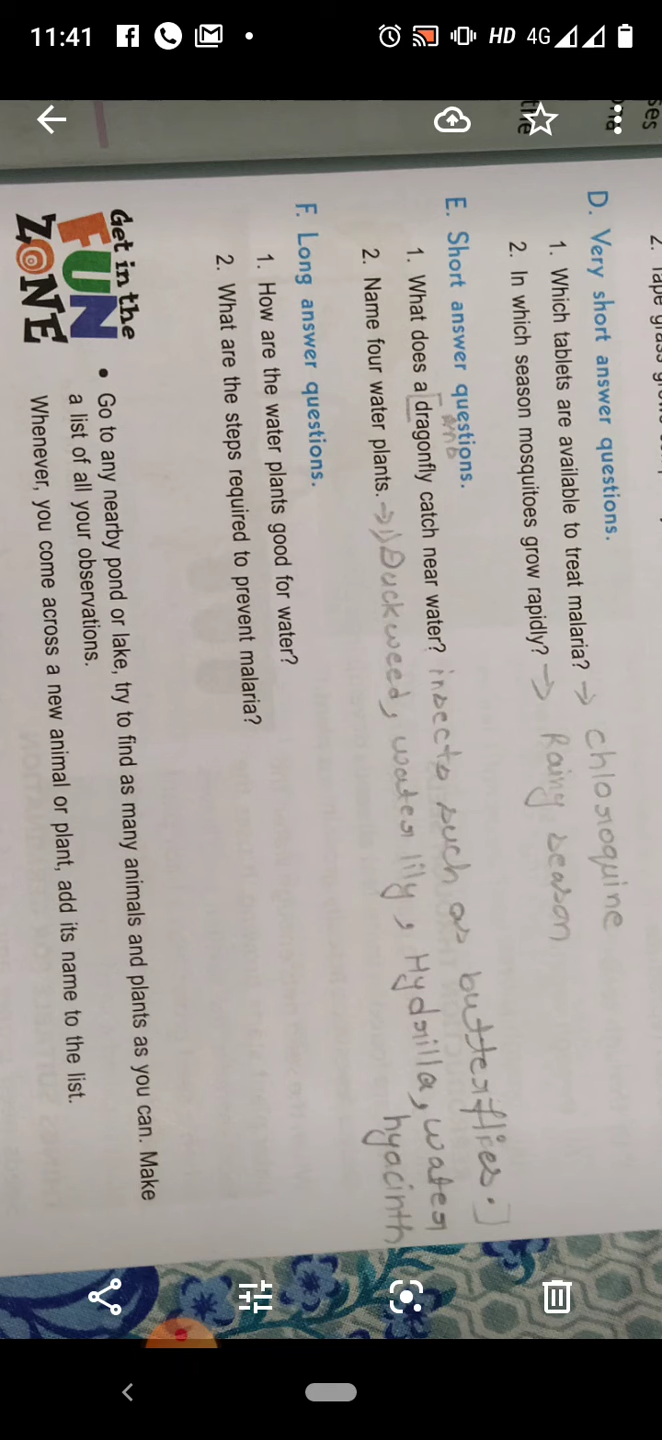 11:41
HD 4G
ses
the
2. Tape grass
D. Very short answer questions.
1. Which tablets are available to treat malaria? → chloroquine
2. In which season mosquitoes grow rapidly? → Rainy season
E. Short answer questions.
1. What does a dragonfly catch near water? insects such as butterflies.]
2. Name four water plants. → 1) Duckweed, water lily, Hydrilla, water
hyacinth
F. Long answer questions.
1. How are the water plants good for water?
2. What are the steps required to prevent malaria?
Get in the
FUN
ZONE
• Go to any nearby pond or lake, try to find as many animals and plants as you can. Make
a list of all your observations.
Whenever, you come across a new animal or plant, add its name to the list.